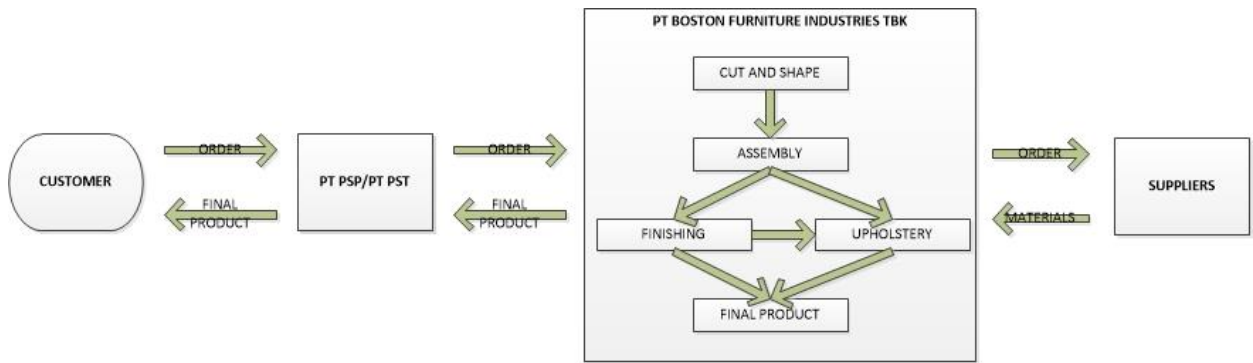 PT BOSTON FURNITURE INDUSTRIES TBK
CUT AND SHAPE
ASSEMBLY
FINISHING
UPHOLSTERY
FINAL PRODUCT
CUSTOMER
ORDER
FINAL
PRODUCT
PT PSP/PT PST
ORDER
FINAL
PRODUCT
ORDER
MATERIALS
SUPPLIERS